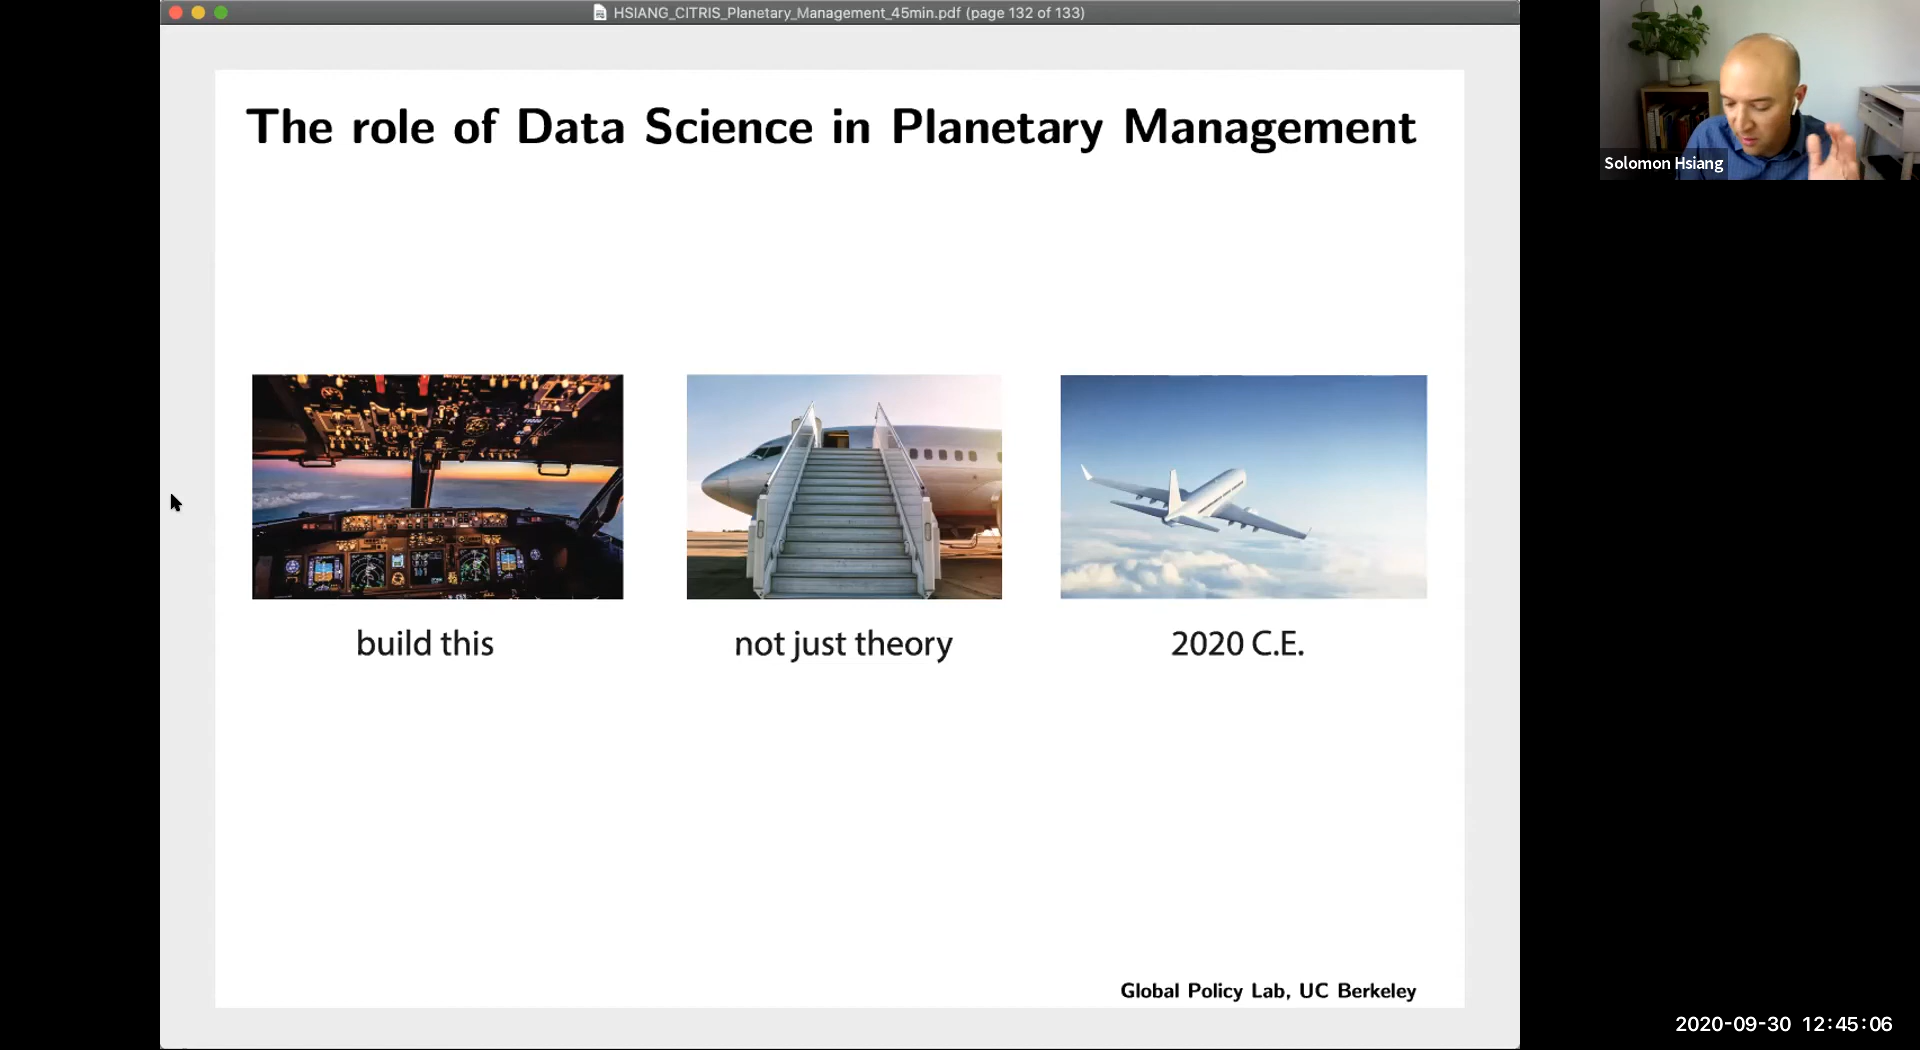 HSIANG_CITRIS_Planetary_Management_45min.pdf (page 132 of 133)
The role of Data Science in Planetary Management
build this
not just theory
2020 C.E.
Global Policy Lab, UC Berkeley
Solomon Hsiang
2020-09-30 12:45:06